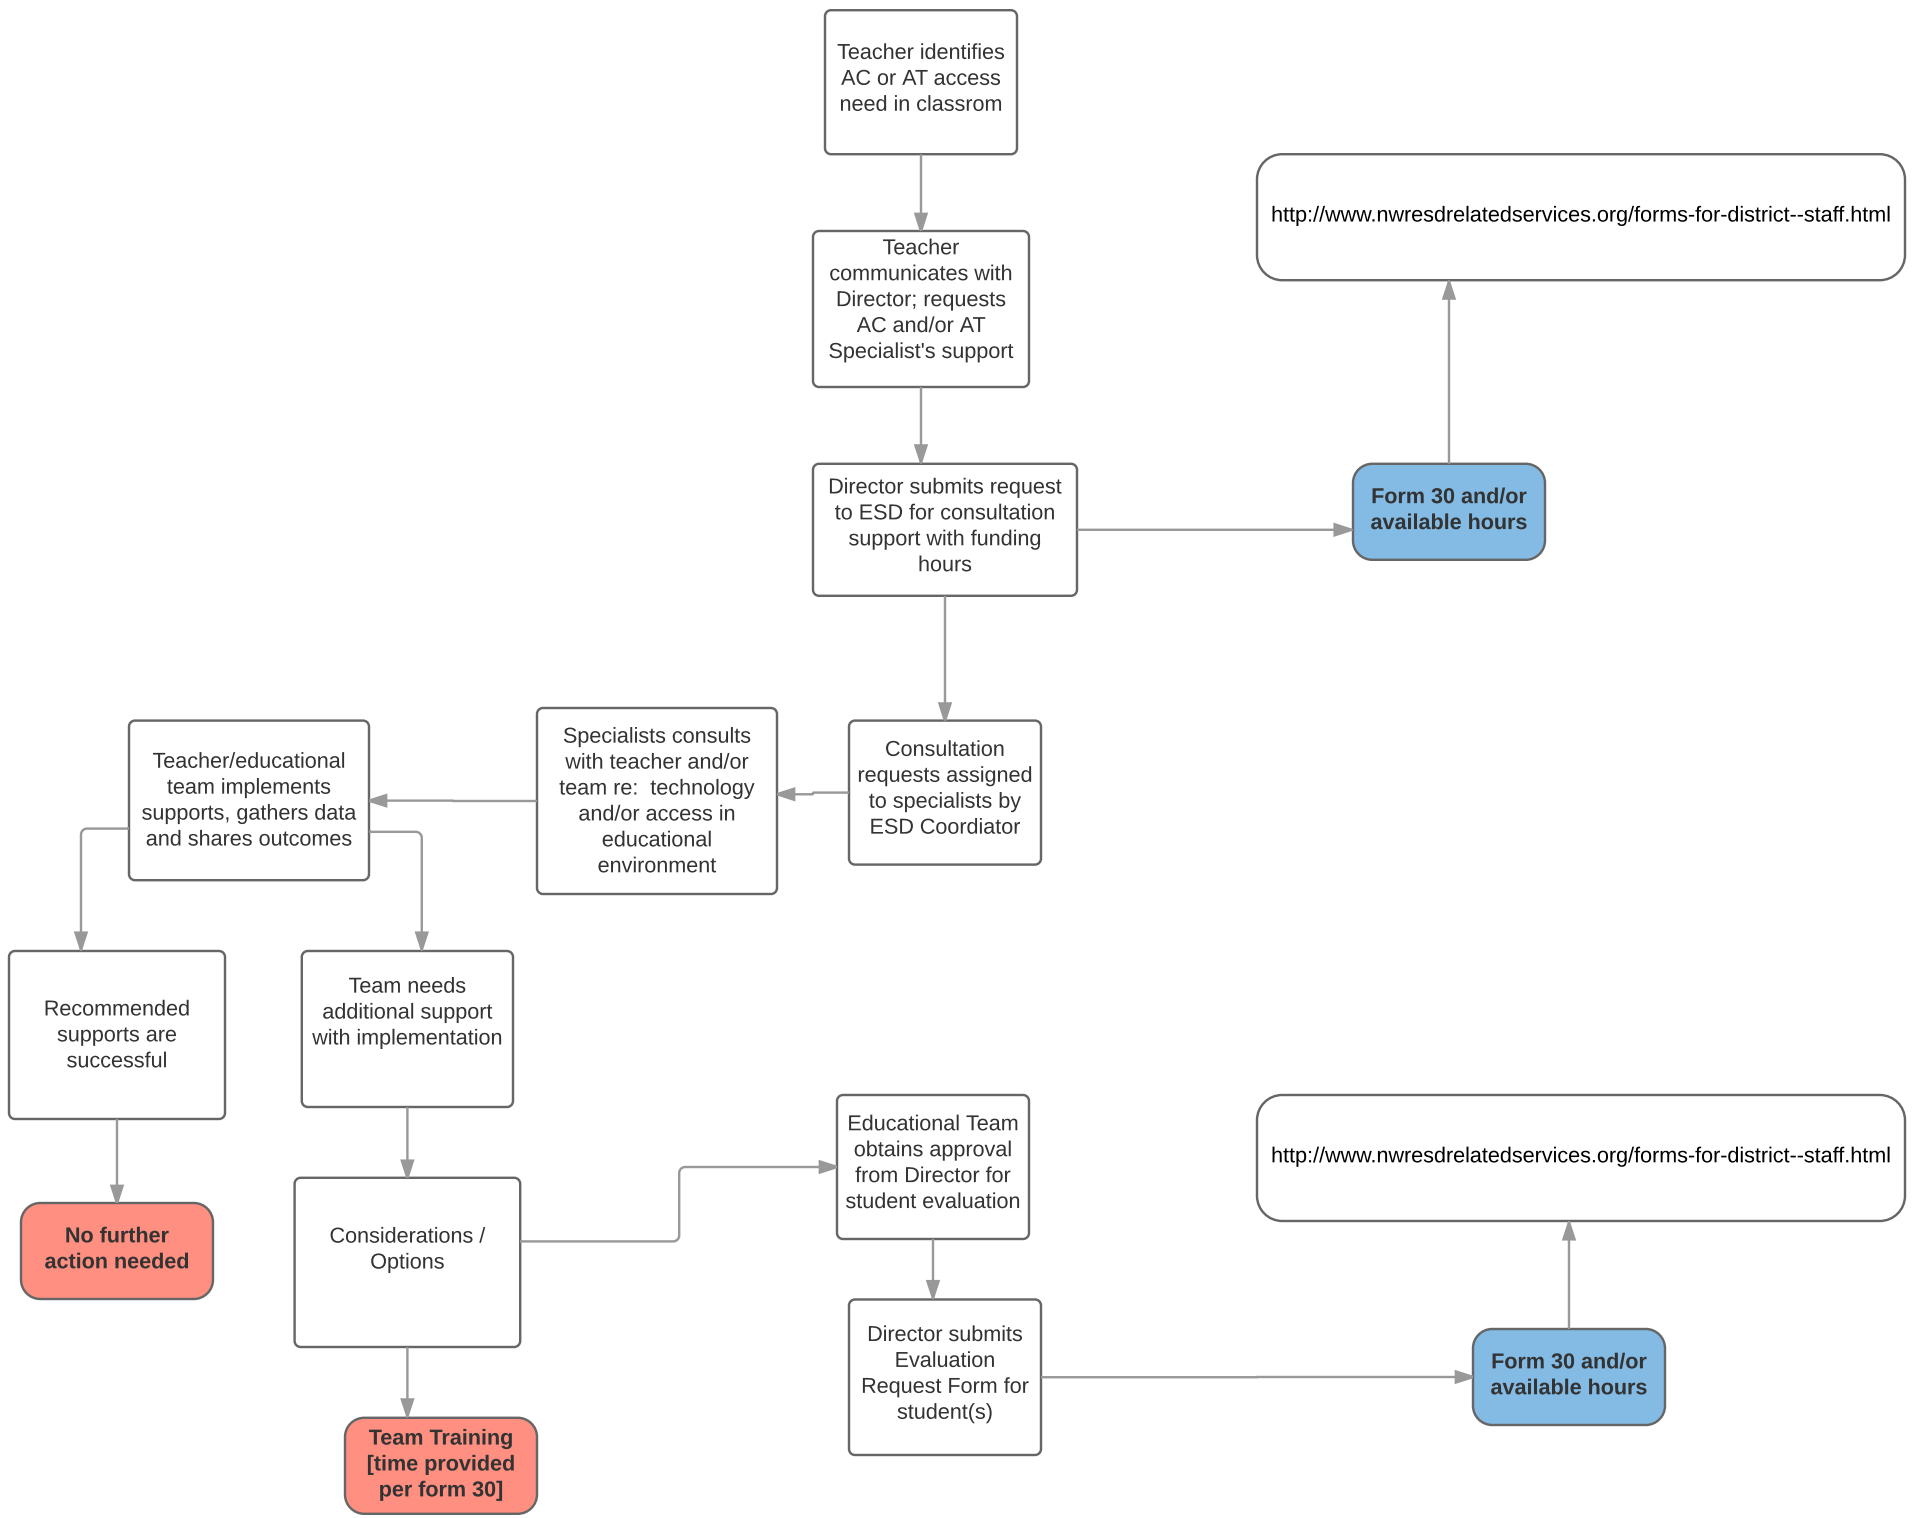 Teacher identifies
AC or AT access
need in classrom
http://www.nwresdrelatedservices.org/forms-for-district--staff.html
Teacher
communicates with
Director; requests
AC and/or AT
Specialist's support
Director submits request
to ESD for consultation
support with funding
hours
Form 30 and/or
available hours
Consultation
requests assigned
to specialists by
ESD Coordiator
Specialists consults
with teacher and/or
team re:  technology
and/or access in
educational
environment
Teacher/educational
team implements
supports, gathers data
and shares outcomes
Recommended
supports are
successful
No further
action needed
Team needs
additional support
with implementation
Considerations /
Options
Team Training
[time provided
per form 30]
Educational Team
obtains approval
from Director for
student evaluation
Director submits
Evaluation
Request Form for
student(s)
Form 30 and/or
available hours
http://www.nwresdrelatedservices.org/forms-for-district--staff.html